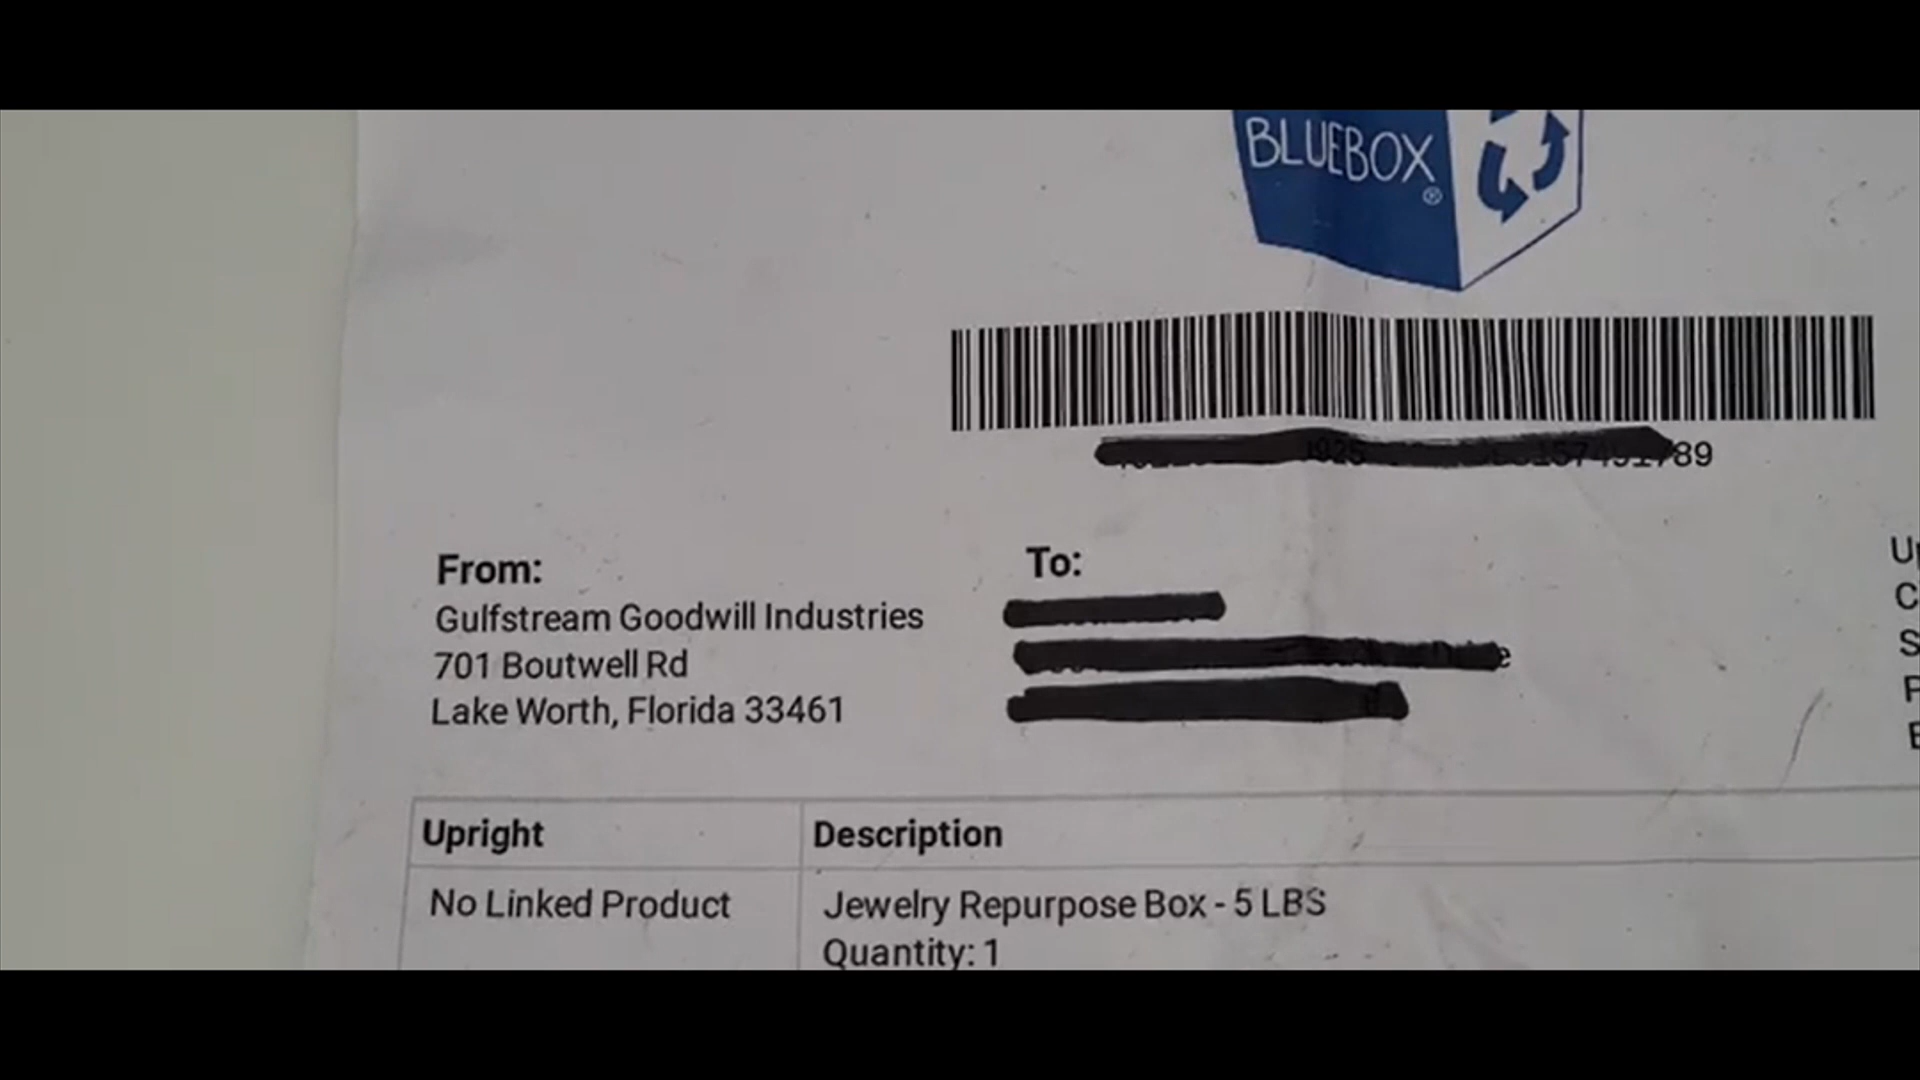 BLUEBOX
®
89
From:
Gulfstream Goodwill Industries
701 Boutwell Rd
Lake Worth, Florida 33461
To:
Upright
Description
No Linked Product
Jewelry Repurpose Box - 5 LBS
Quantity: 1